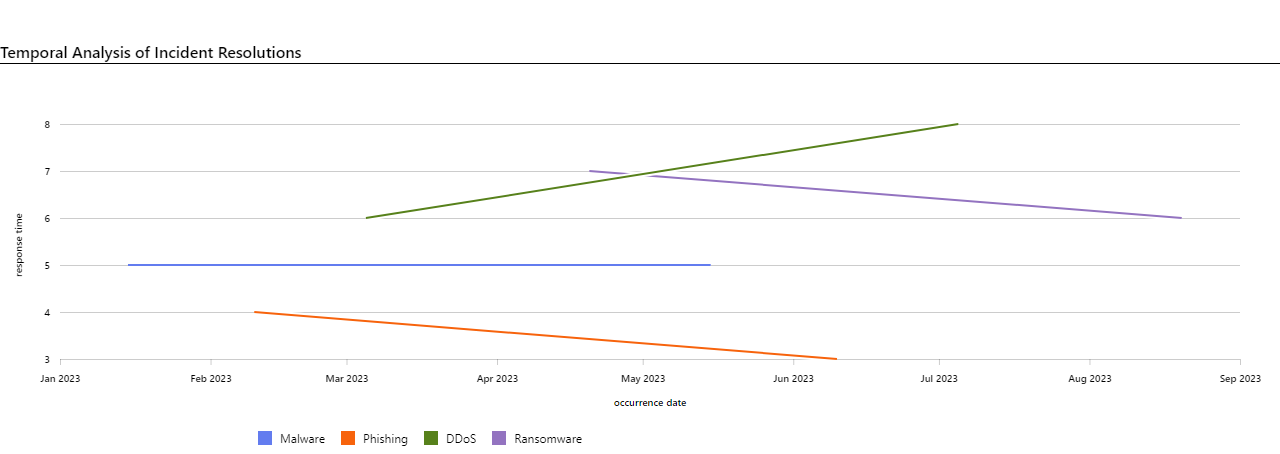 Temporal Analysis of Incident Resolutions
8
7
6
5
4
3
response time
Jan 2023 Feb 2023 Mar 2023 Apr 2023 May 2023 Jun 2023 Jul 2023 Aug 2023 Sep 2023
occurrence date
Malware Phishing DDoS Ransomware